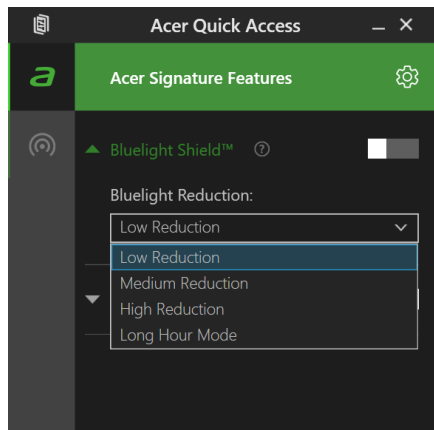 Acer Quick Access
a
Acer Signature Features
Bluelight Shield™ ?
Bluelight Reduction:
Low Reduction
Low Reduction
Medium Reduction
High Reduction
Long Hour Mode